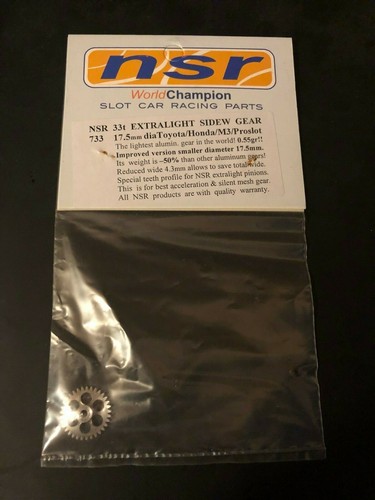 nsr
WorldChampion
SLOT CAR RACING PARTS
NSR 33t EXTRALIGHT SIDEW GEAR
733 17.5mm diaToyota/Honda/M3/Proslot
The lightest alumin. gear in the world! 0.55gr!!
Improved version smaller diameter 17.5mm.
Its weight is -50% than other aluminum gears!
Reduced wide 4.3mm allows to save total wide.
Special teeth profile for NSR extralight pinions.
This is for best acceleration & silent mesh gear.
All NSR products are with quality warranty.